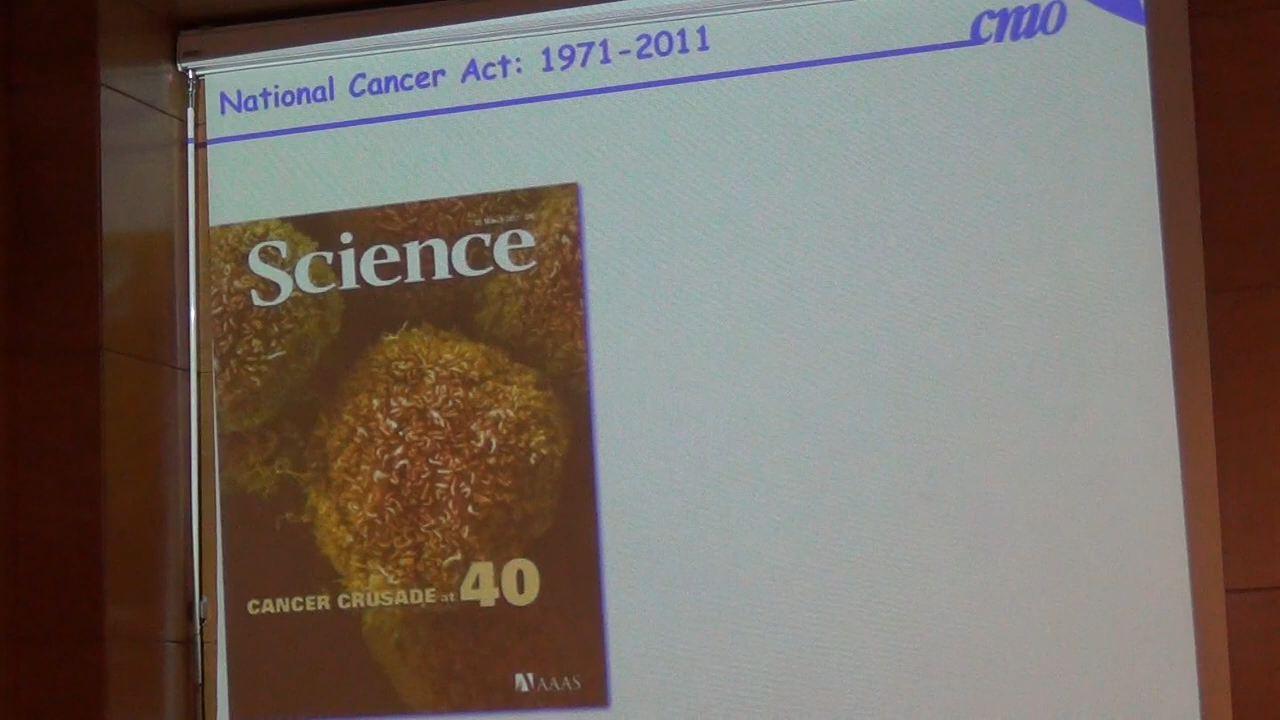 National Cancer Act: 1971-2011
cmo
Science
CANCER CRUSADE at 40
AAAS